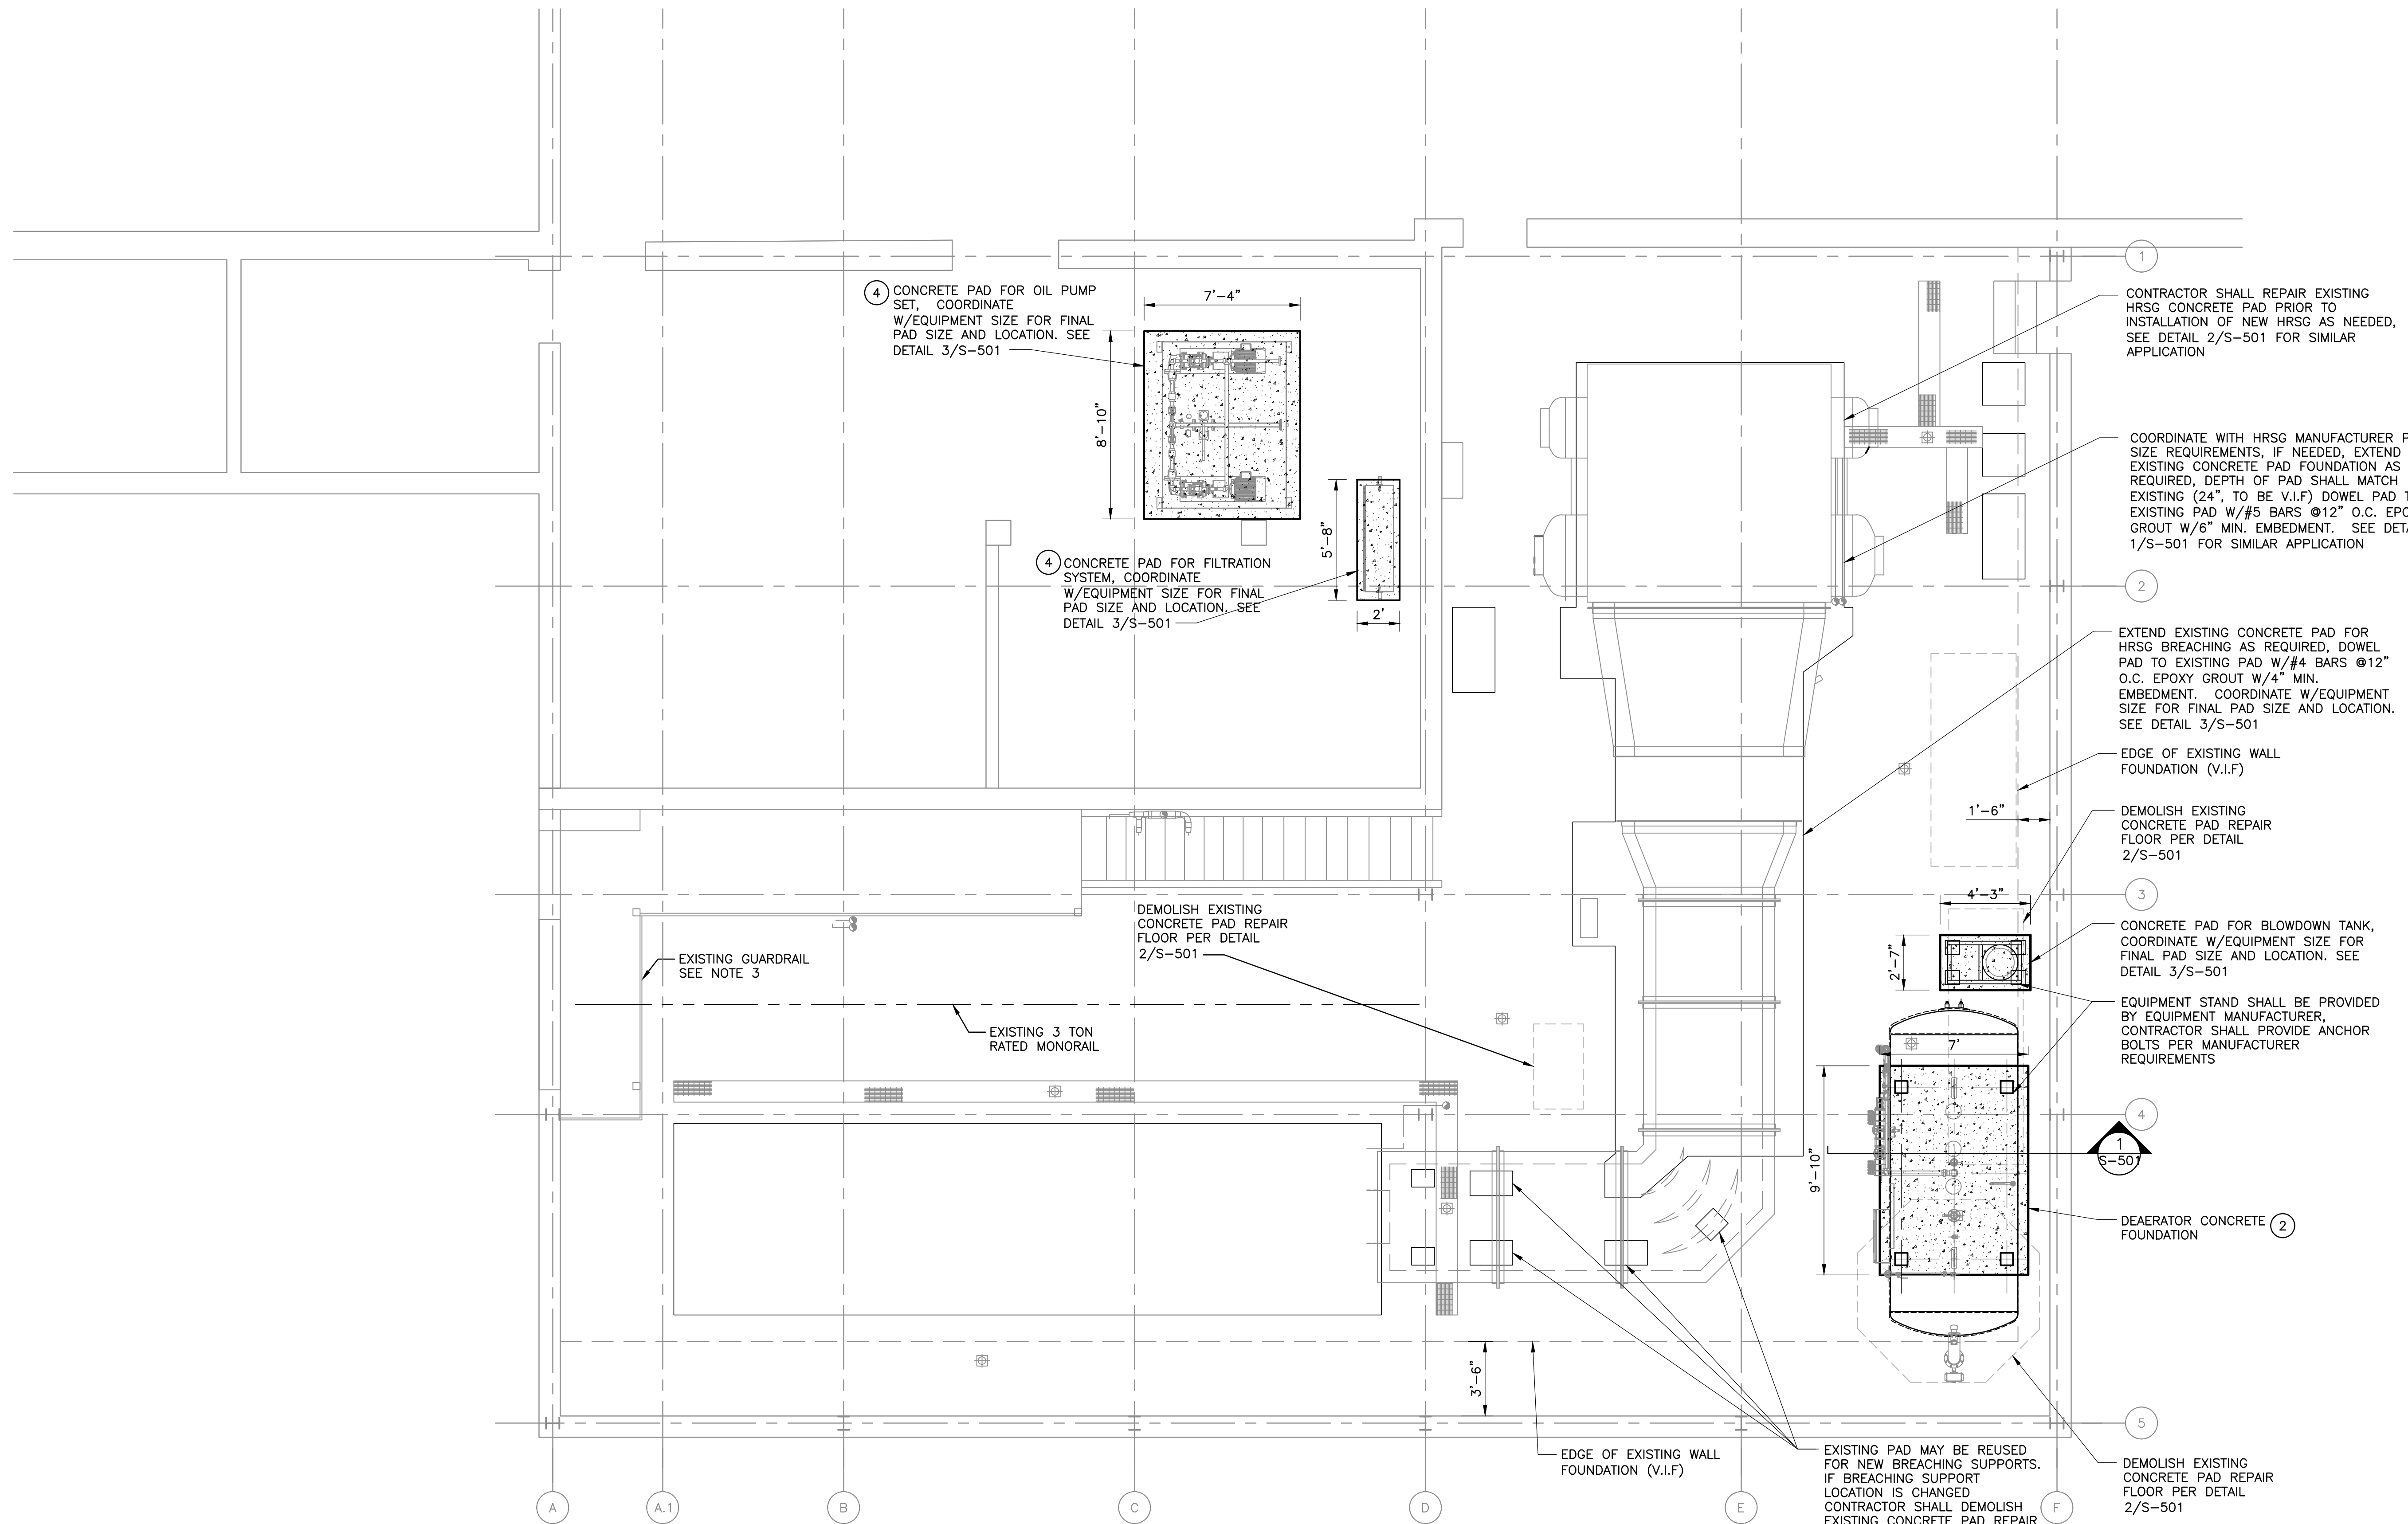 4
CONCRETE PAD FOR OIL PUMP
SET, COORDINATE
W/EQUIPMENT SIZE FOR FINAL
PAD SIZE AND LOCATION. SEE
DETAIL 3/S-501
7'-4"
8'-10"
4
CONCRETE PAD FOR FILTRATION
SYSTEM, COORDINATE
W/EQUIPMENT SIZE FOR FINAL
PAD SIZE AND LOCATION. SEE
DETAIL 3/S-501
5'-8"
2'
1
CONTRACTOR SHALL REPAIR EXISTING
HRSG CONCRETE PAD PRIOR TO
INSTALLATION OF NEW HRSG AS NEEDED,
SEE DETAIL 2/S-501 FOR SIMILAR
APPLICATION
COORDINATE WITH HRSG MANUFACTURER
SIZE REQUIREMENTS, IF NEEDED, EXTEND
EXISTING CONCRETE PAD FOUNDATION AS
REQUIRED, DEPTH OF PAD SHALL MATCH
EXISTING (24", TO BE V.I.F) DOWEL PAD
EXISTING PAD W/#5 BARS @12" O.C.
GROUT W/6" MIN. EMBEDMENT. SEE
1/S-501 FOR SIMILAR APPLICATION
2
EXTEND EXISTING CONCRETE PAD FOR
HRSG BREACHING AS REQUIRED, DOWEL
PAD TO EXISTING PAD W/#4 BARS @12"
O.C. EPOXY GROUT W/4" MIN.
EMBEDMENT. COORDINATE W/EQUIPMENT
SIZE FOR FINAL PAD SIZE AND LOCATION.
SEE DETAIL 3/S-501
EDGE OF EXISTING WALL
FOUNDATION (V.I.F)
1'-6"
DEMOLISH EXISTING
CONCRETE PAD REPAIR
FLOOR PER DETAIL
2/S-501
3
4'-3"
2'-7"
CONCRETE PAD FOR BLOWDOWN TANK,
COORDINATE W/EQUIPMENT SIZE FOR
FINAL PAD SIZE AND LOCATION. SEE
DETAIL 3/S-501
EQUIPMENT STAND SHALL BE PROVIDED
BY EQUIPMENT MANUFACTURER,
CONTRACTOR SHALL PROVIDE ANCHOR
BOLTS PER MANUFACTURER
REQUIREMENTS
DEMOLISH EXISTING
CONCRETE PAD REPAIR
FLOOR PER DETAIL
2/S-501
EXISTING GUARDRAIL
SEE NOTE 3
EXISTING 3 TON
RATED MONORAIL
7'
9'-10"
4
1
S-501
DEAERATOR CONCRETE
FOUNDATION
2
3'-6"
5
EDGE OF EXISTING WALL
FOUNDATION (V.I.F)
EXISTING PAD MAY BE REUSED
FOR NEW BREACHING SUPPORTS.
IF BREACHING SUPPORT
LOCATION IS CHANGED
CONTRACTOR SHALL DEMOLISH
EXISTING CONCRETE PAD REPAIR
DEMOLISH EXISTING
CONCRETE PAD REPAIR
FLOOR PER DETAIL
2/S-501
A
A.1
B
C
D
E
F